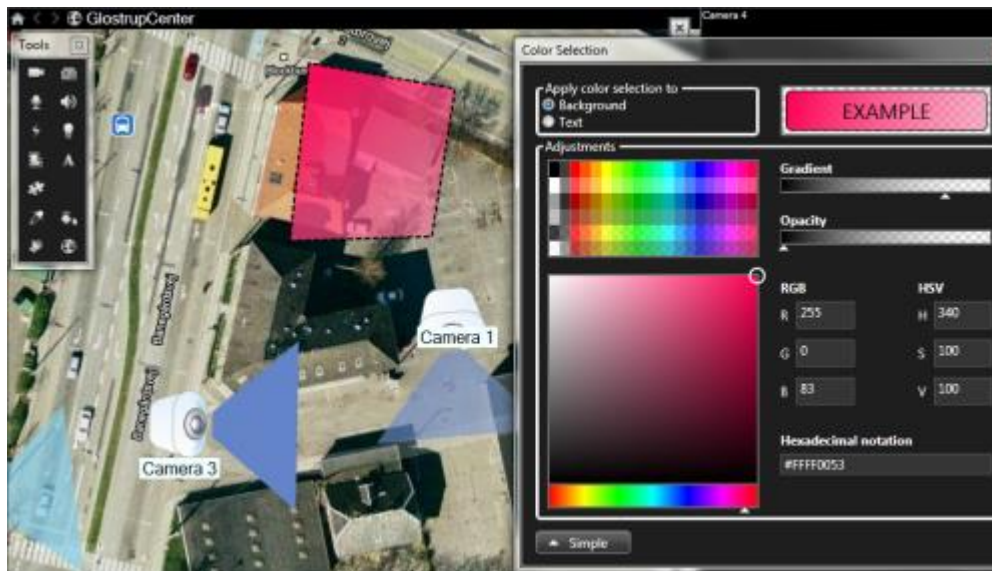 GlostrupCenter
Camera 4
Tools
A
Color Selection
Apply color selection to
Background
Text
EXAMPLE
Adjustments
Gradient
Opacity
RGB
HSV
R 255
H 340
G 0
S 100
B 83
V 100
Hexadecimal notation
#FFFF0053
Simple
Camera 1
Camera 3